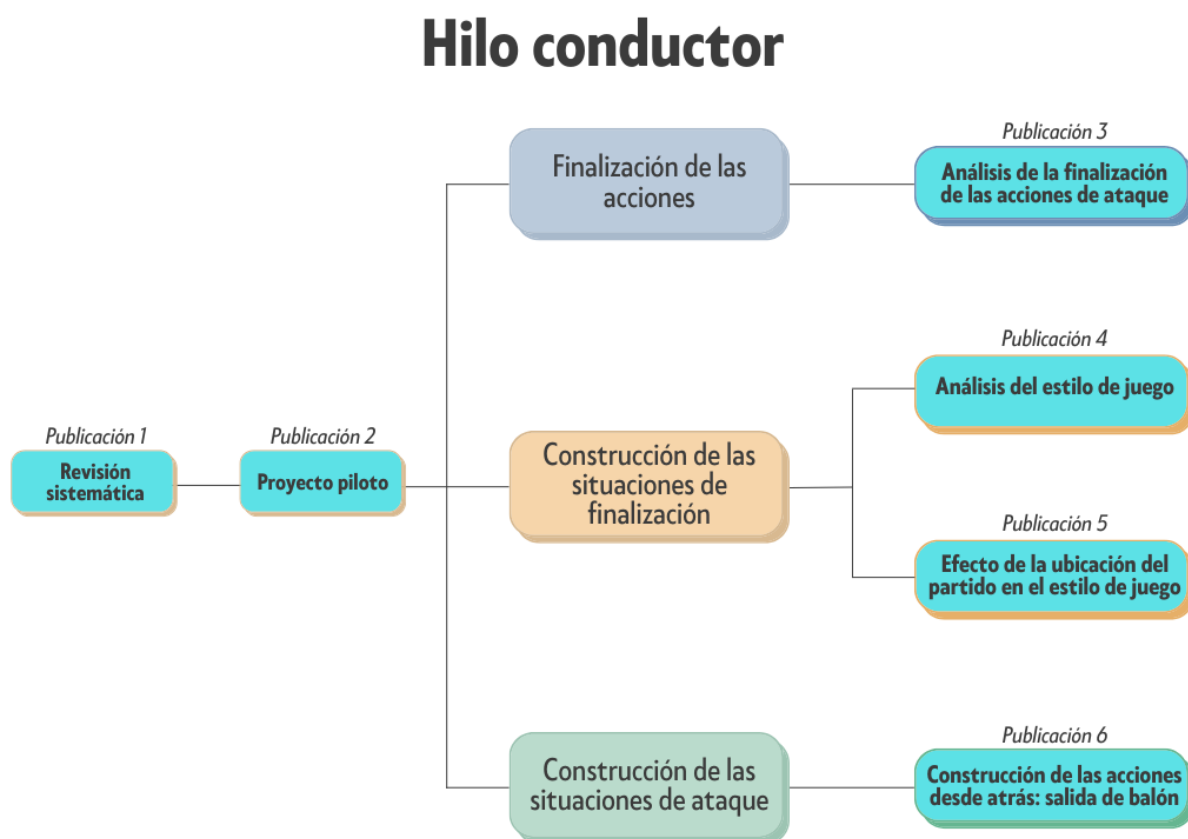 Hilo conductor
Publicación 1
Revisión
sistemática
Publicación 2
Proyecto piloto
Finalización de las
acciones
Publicación 3
Análisis de la finalización
de las acciones de ataque
Construcción de las
situaciones de
finalización
Publicación 4
Análisis del estilo de juego
Publicación 5
Efecto de la ubicación del
partido en el estilo de juego
Construcción de las
situaciones de ataque
Publicación 6
Construcción de las acciones
desde atrás: salida de balón